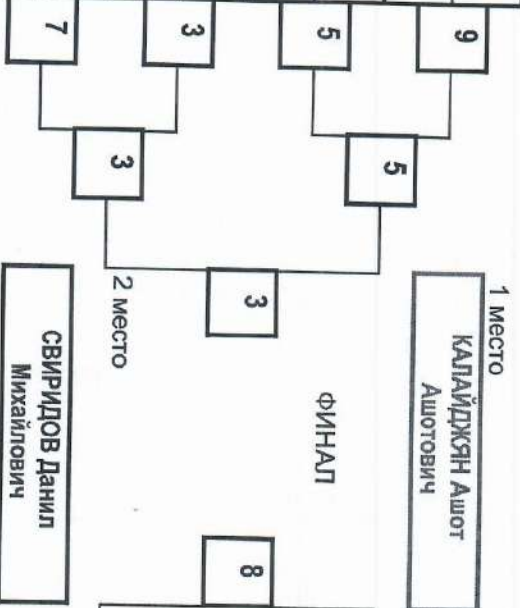 1 место
9
КАЛАЙДЖЯН Ашот
Ашотович
5
5
ФИНАЛ
3
8
3
3
2 место
7
СВИРИДОВ Данил
Михайлович